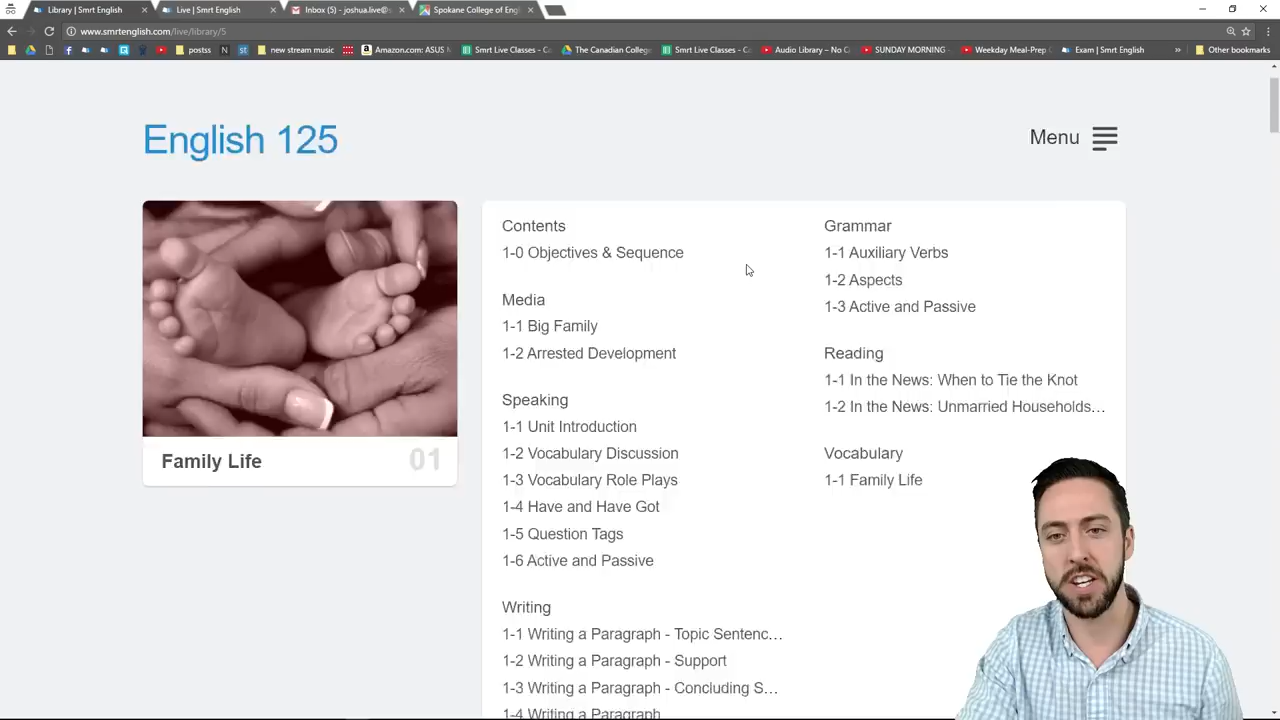 Library | Smrt English
Live | Smrt English
Inbox (5) - joshua.live@s
Spokane College of Engl
www.smrtenglish.com/live/library/5
postss
new stream music
Amazon.com: ASUS M
Smrt Live Classes - Co
The Canadian College
Smrt Live Classes - Co
Audio Library – No C
SUNDAY MORNING -
Weekday Meal-Prep
Exam | Smrt English
Other bookmarks
English 125
Menu
Family Life
01
Contents
1-0 Objectives & Sequence
Media
1-1 Big Family
1-2 Arrested Development
Speaking
1-1 Unit Introduction
1-2 Vocabulary Discussion
1-3 Vocabulary Role Plays
1-4 Have and Have Got
1-5 Question Tags
1-6 Active and Passive
Writing
1-1 Writing a Paragraph - Topic Sentenc...
1-2 Writing a Paragraph - Support
1-3 Writing a Paragraph - Concluding S...
1-4 Writing a Paragraph
Grammar
1-1 Auxiliary Verbs
1-2 Aspects
1-3 Active and Passive
Reading
1-1 In the News: When to Tie the Knot
1-2 In the News: Unmarried Households...
Vocabulary
1-1 Family Life